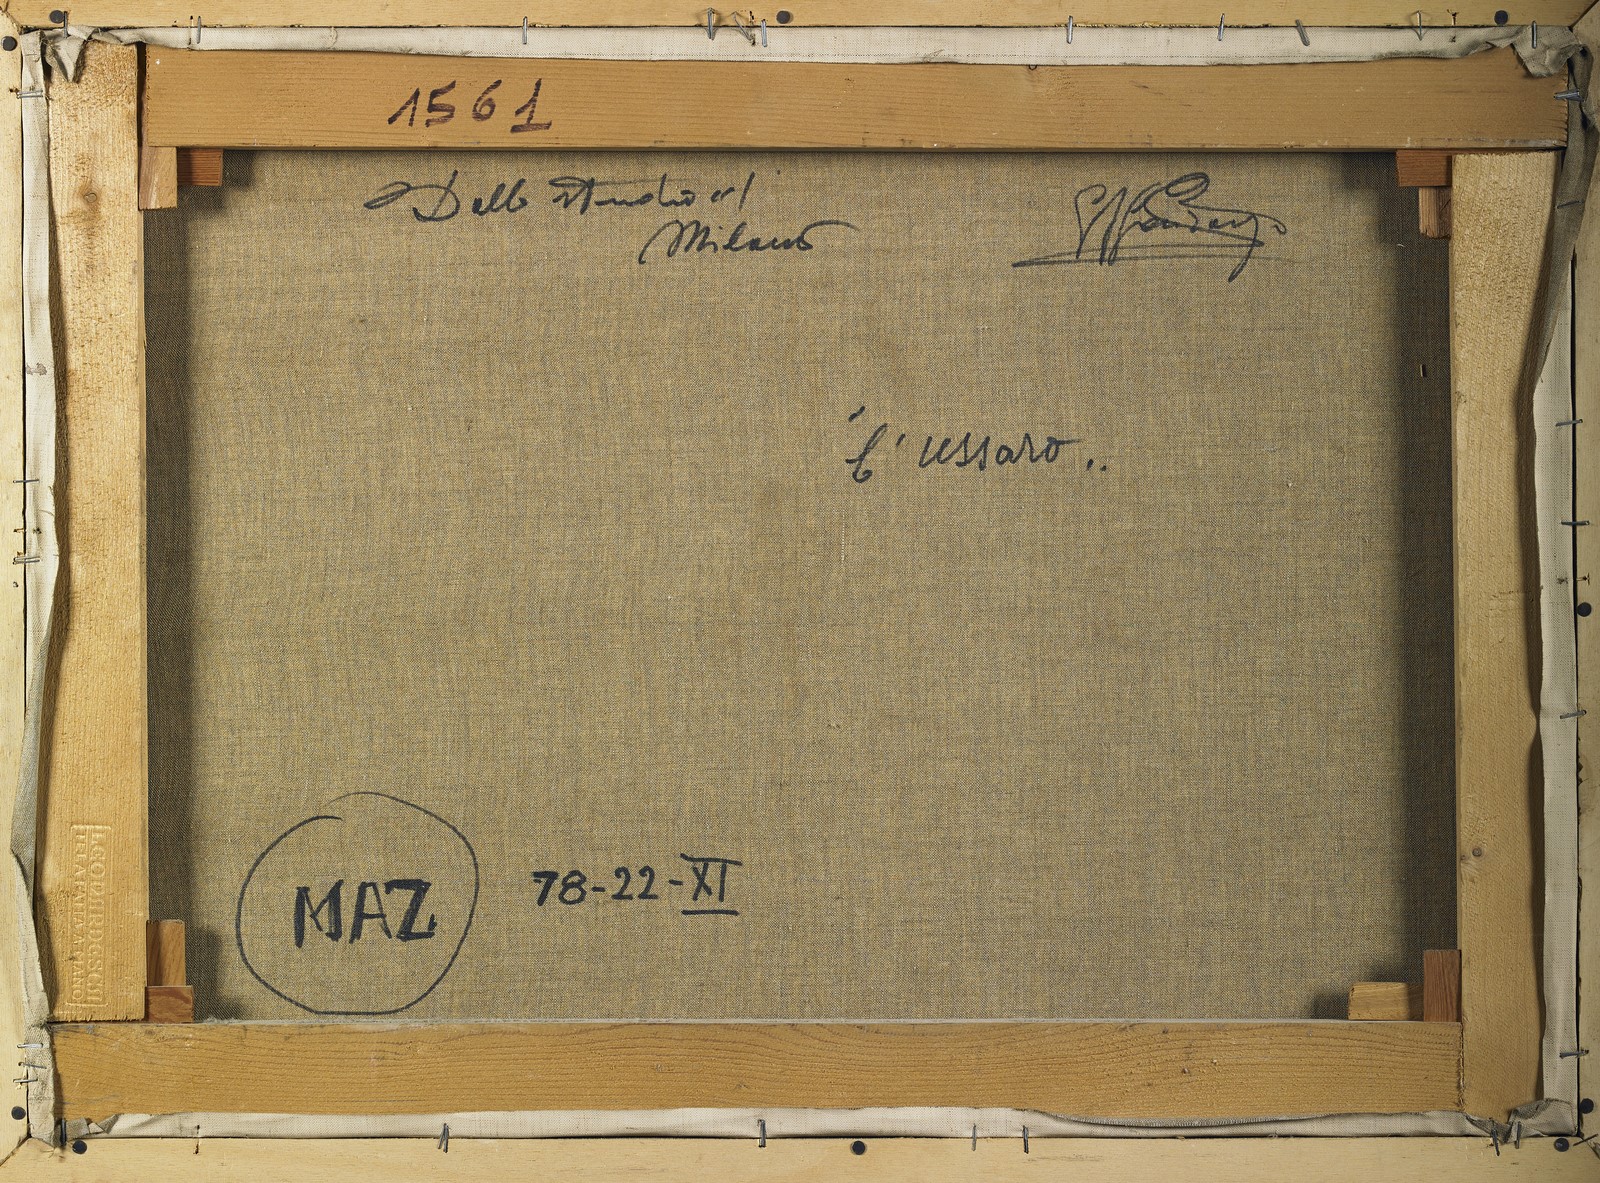 1561
Dallo studio di
Milano
l'ussaro..
MAZ
78-22-XI